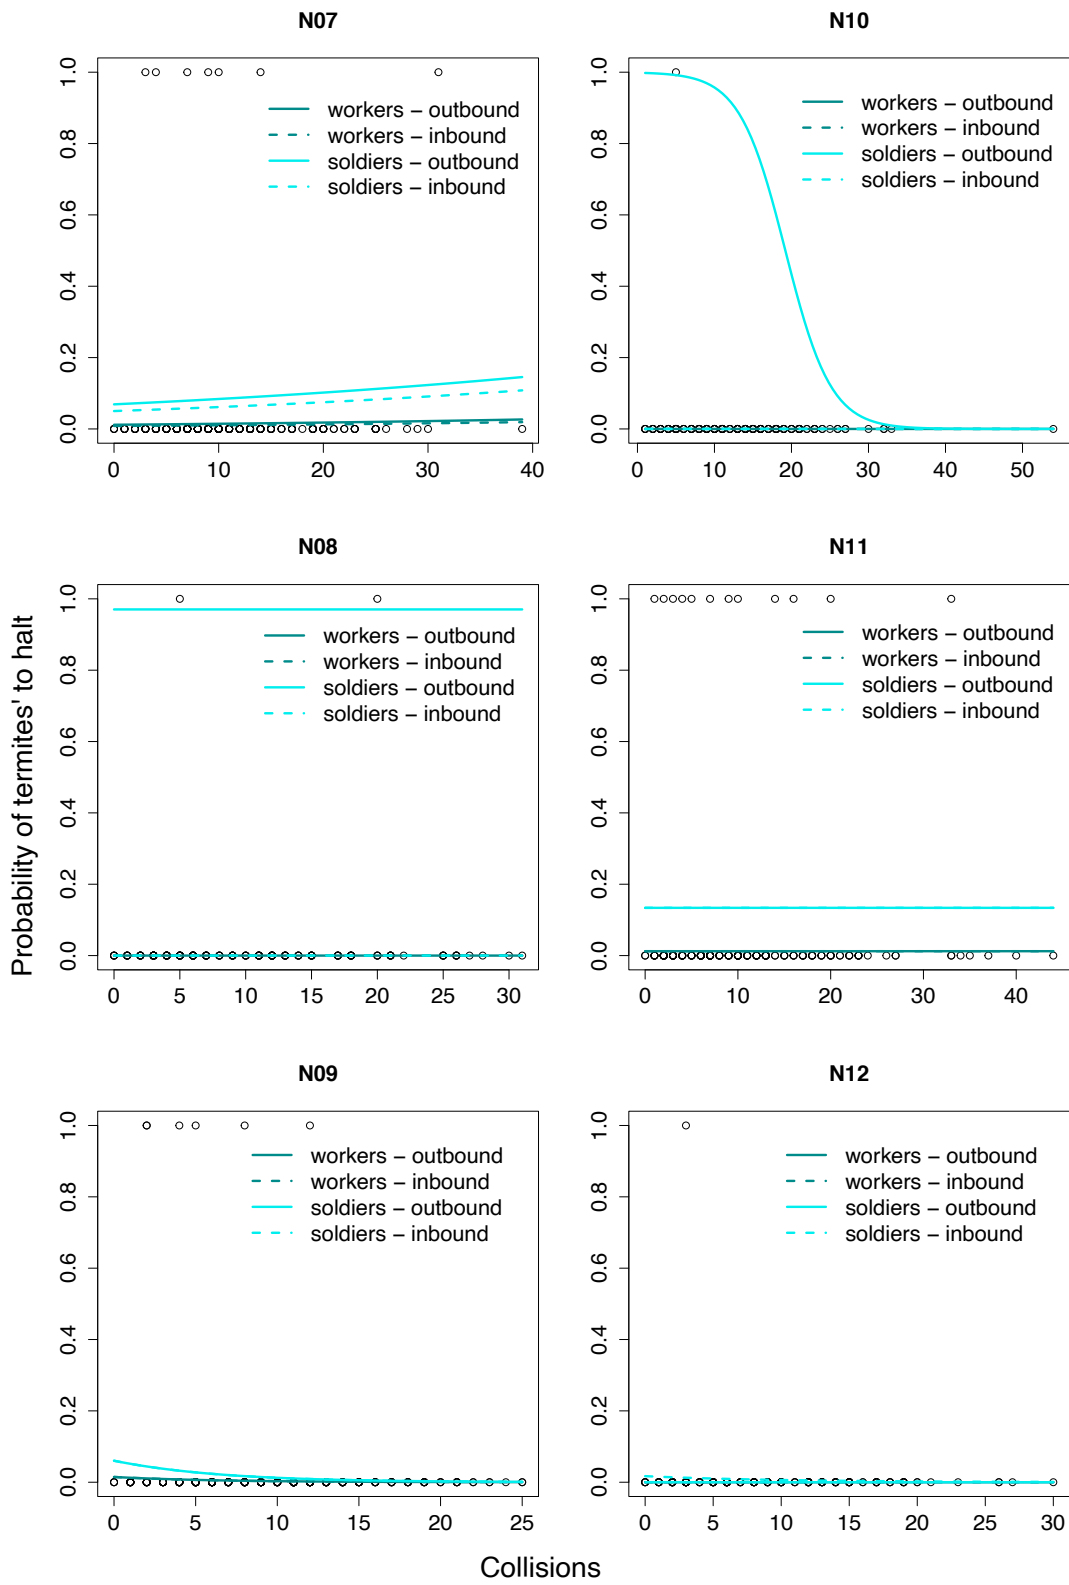 N07
1.0
0.8
0.6
0.4
0.2
0.0
workers – outbound
workers – inbound
soldiers – outbound
soldiers – inbound
0 10 20 30 40
N10
1.0
0.8
0.6
0.4
0.2
0.0
workers – outbound
workers – inbound
soldiers – outbound
soldiers – inbound
0 10 20 30 40 50
N08
1.0
0.8
0.6
0.4
0.2
0.0
workers – outbound
workers – inbound
soldiers – outbound
soldiers – inbound
0 5 10 15 20 25 30
N11
1.0
0.8
0.6
0.4
0.2
0.0
workers – outbound
workers – inbound
soldiers – outbound
soldiers – inbound
0 10 20 30 40
Probability of termites' to halt
N09
1.0
0.8
0.6
0.4
0.2
0.0
workers – outbound
workers – inbound
soldiers – outbound
soldiers – inbound
0 5 10 15 20 25
N12
1.0
0.8
0.6
0.4
0.2
0.0
workers – outbound
workers – inbound
soldiers – outbound
soldiers – inbound
0 5 10 15 20 25 30
Collisions